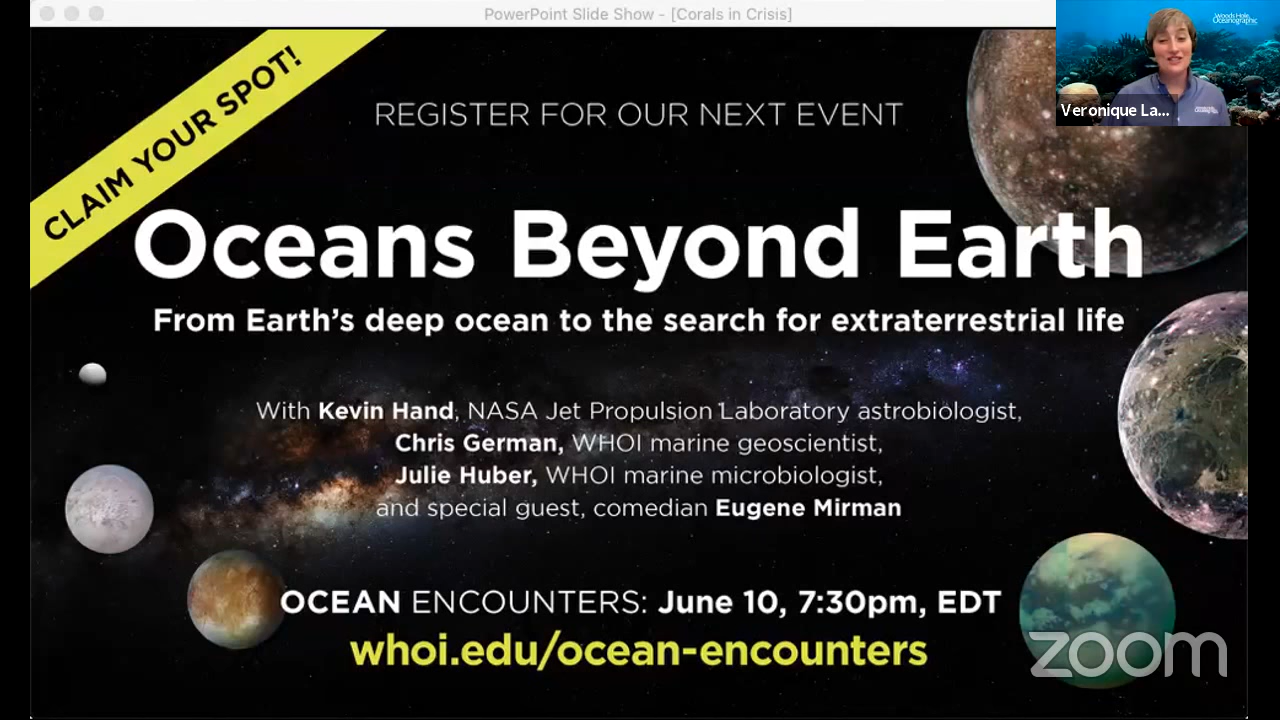 PowerPoint Slide Show - [Corals in Crisis]
Woods Hole
Oceanographic
Veronique La...
CLAIM YOUR SPOT!
REGISTER FOR OUR NEXT EVENT
Oceans Beyond Earth
From Earth's deep ocean to the search for extraterrestrial life
With Kevin Hand, NASA Jet Propulsion Laboratory astrobiologist,
Chris German, WHOI marine geoscientist,
Julie Huber, WHOI marine microbiologist,
and special guest, comedian Eugene Mirman
OCEAN ENCOUNTERS: June 10, 7:30pm, EDT
whoi.edu/ocean-encounters
zoom